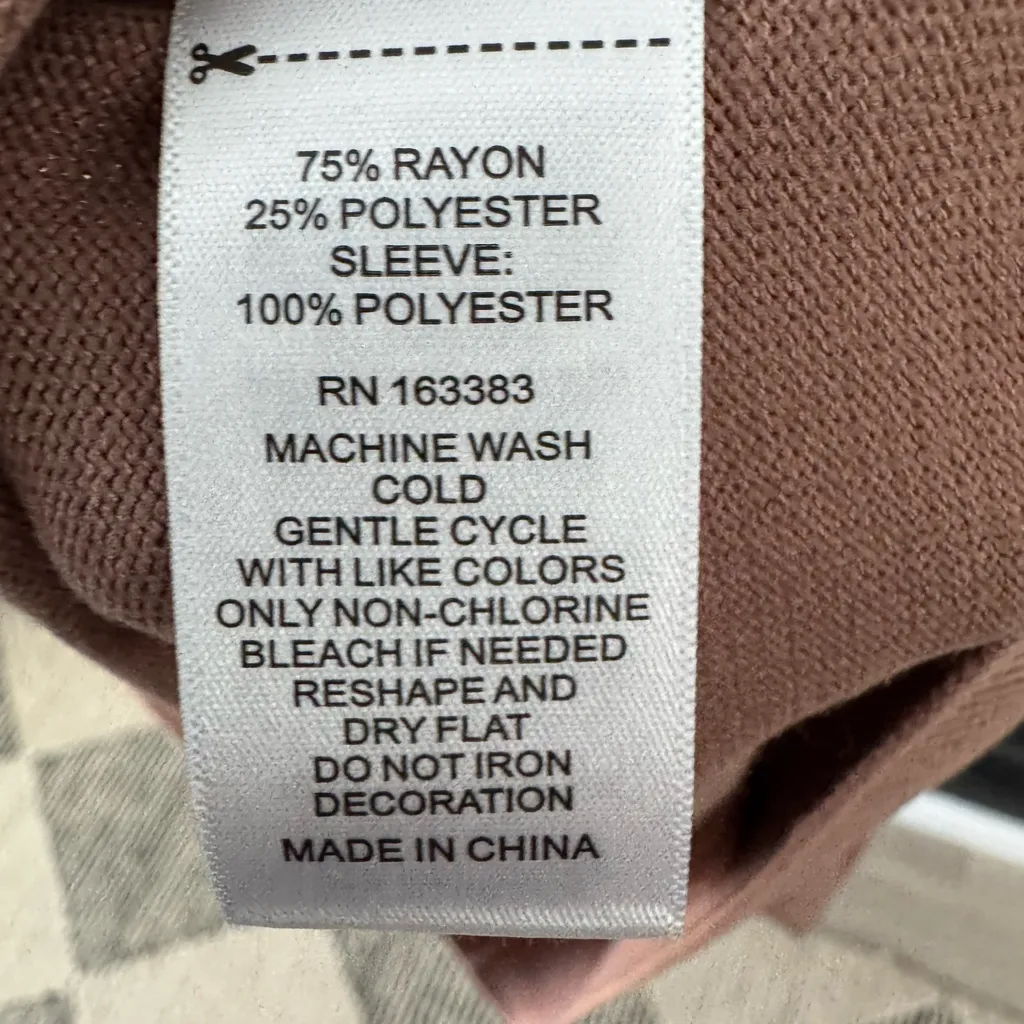 75% RAYON
25% POLYESTER
SLEEVE:
100% POLYESTER
RN 163383
MACHINE WASH
COLD
GENTLE CYCLE
WITH LIKE COLORS
ONLY NON-CHLORINE
BLEACH IF NEEDED
RESHAPE AND
DRY FLAT
DO NOT IRON
DECORATION
MADE IN CHINA